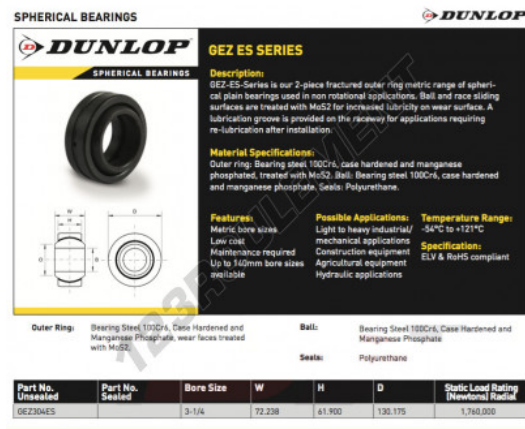 SPHERICAL BEARINGS
DUNLOP
DUNLOP
SPHERICAL BEARINGS
GEZ ES SERIES
Description:
GEZ-ES-Series is our 2-piece fractured outer ring metric range of spheri-
cal plain bearings used in non rotational applications. Ball and race sliding
surfaces are treated with MoS2 for increased lubricity on wear surface. A
lubrication groove is provided on the raceway for applications requiring
re-lubrication after installation.
Material Specifications:
Outer ring: Bearing steel 100Cr6, case hardened and manganese
phosphated, treated with MoS2. Ball: Bearing steel 100Cr6, case hardened
and manganese phosphate. Seals: Polyurethane.
Features:
Metric bore sizes
Low cost
Maintenance required
Up to 140mm bore sizes
available
Possible Applications:
Light to heavy industrial/
mechanical applications
Construction equipment
Agricultural equipment
Hydraulic applications
Temperature Range:
-54°C to +121°C
Specification:
ELV & RoHS compliant
W
H
D
Outer Ring: Bearing Steel 100Cr6, Case Hardened and
Manganese Phosphate, wear faces treated
with MoS2.
Ball: Bearing Steel 100Cr6, Case Hardened and
Manganese Phosphate
Seals: Polyurethane
Part No. Unsealed Part No. Sealed Bore Size W H D Static Load Rating (Newtons) Radial
GEZ304ES 3-1/4 72.238 61.900 130.175 1,760,000
123ROULEMENT